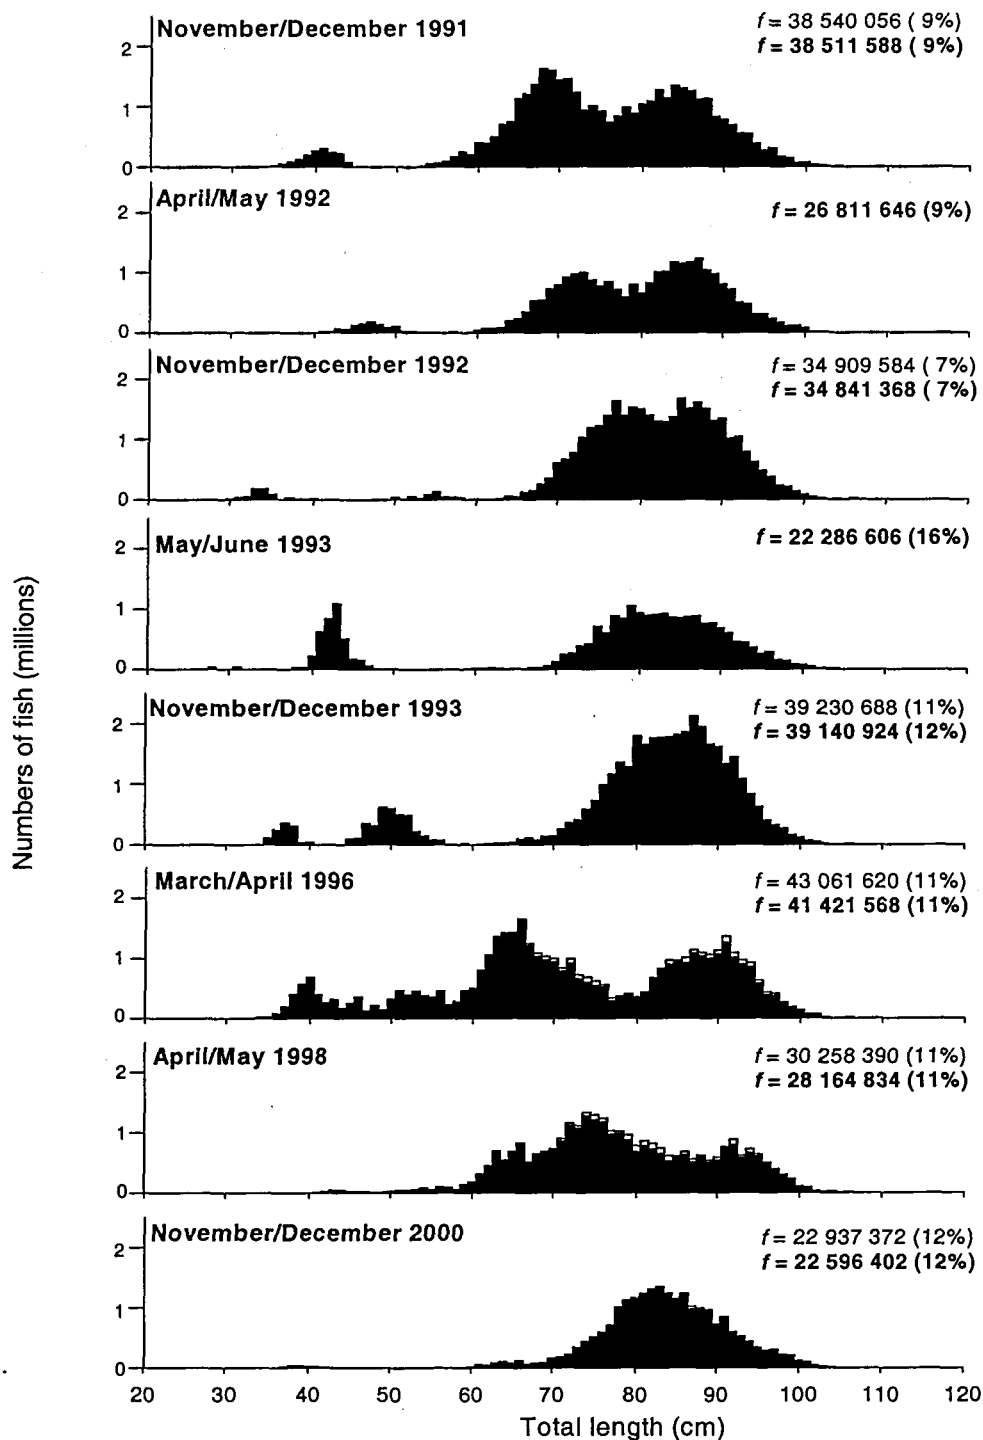 November/December 1991
f = 38 540 056 ( 9%)
f = 38 511 588 ( 9%)
2
1
0
April/May 1992
f = 26 811 646 (9%)
2
1
0
November/December 1992
f = 34 909 584 ( 7%)
f = 34 841 368 ( 7%)
2
1
0
May/June 1993
f = 22 286 606 (16%)
2
1
0
November/December 1993
f = 39 230 688 (11%)
f = 39 140 924 (12%)
2
1
0
March/April 1996
f = 43 061 620 (11%)
f = 41 421 568 (11%)
2
1
0
April/May 1998
f = 30 258 390 (11%)
f = 28 164 834 (11%)
2
1
0
November/December 2000
f = 22 937 372 (12%)
f = 22 596 402 (12%)
2
1
0
20 30 40 50 60 70 80 90 100 110 120
Total length (cm)
Numbers of fish (millions)